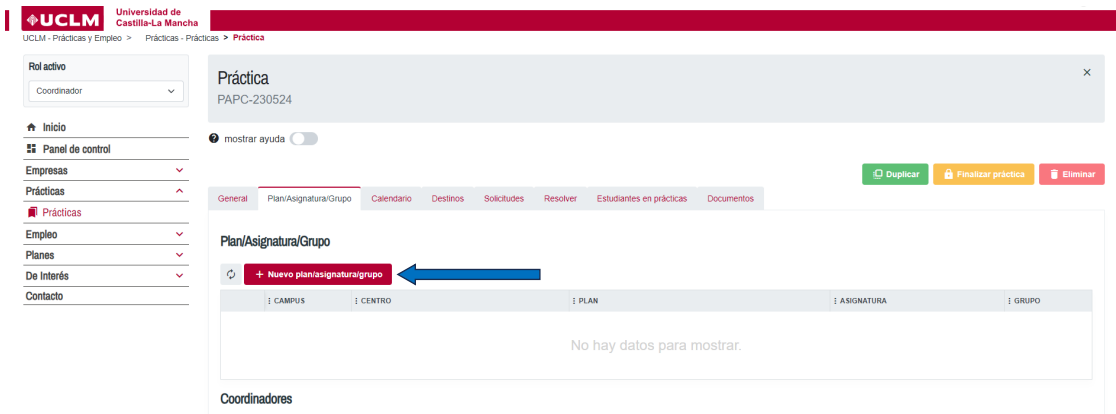 UCLM
Universidad de
Castilla-La Mancha
UCLM - Prácticas y Empleo > Prácticas - Prácticas > Práctica
Rol activo
Coordinador
Inicio
Panel de control
Empresas
Prácticas
Prácticas
Empleo
Planes
De Interés
Contacto
Práctica
PAPC-230524
mostrar ayuda
Duplicar Finalizar práctica Eliminar
General Plan/Asignatura/Grupo Calendario Destinos Solicitudes Resolver Estudiantes en prácticas Documentos
Plan/Asignatura/Grupo
+ Nuevo plan/asignatura/grupo
CAMPUS CENTRO PLAN ASIGNATURA GRUPO
No hay datos para mostrar.
Coordinadores